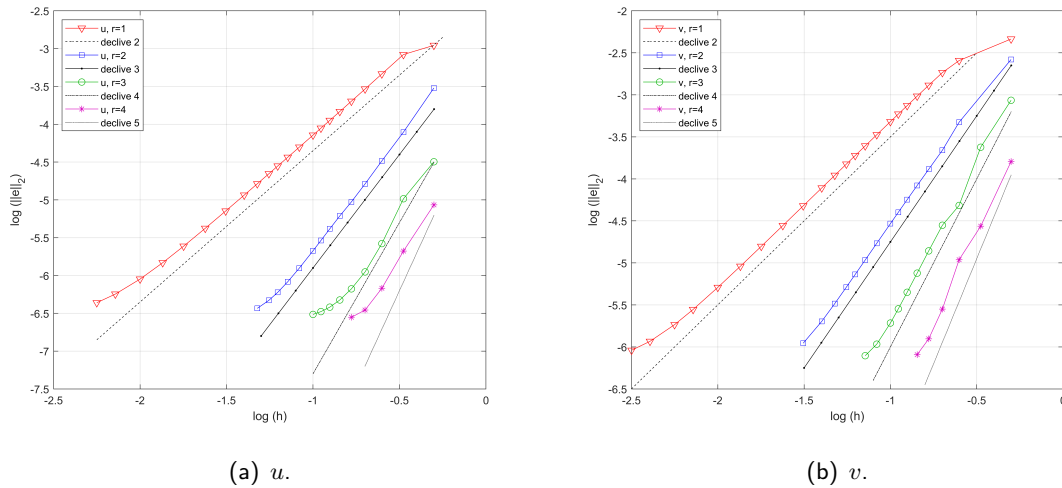 u, r=1
declive 2
u, r=2
declive 3
u, r=3
declive 4
u, r=4
declive 5
-3
-3.5
-4
-4.5
-5
-5.5
-6
-6.5
-7
-7.5
log (||e||2)
-2.5 -2 -1.5 -1 -0.5 0
log (h)
(a) u.
v, r=1
declive 2
v, r=2
declive 3
v, r=3
declive 4
v, r=4
declive 5
-2
-2.5
-3
-3.5
-4
-4.5
-5
-5.5
-6
-6.5
log (||e||2)
-2.5 -2 -1.5 -1 -0.5 0
log (h)
(b) v.